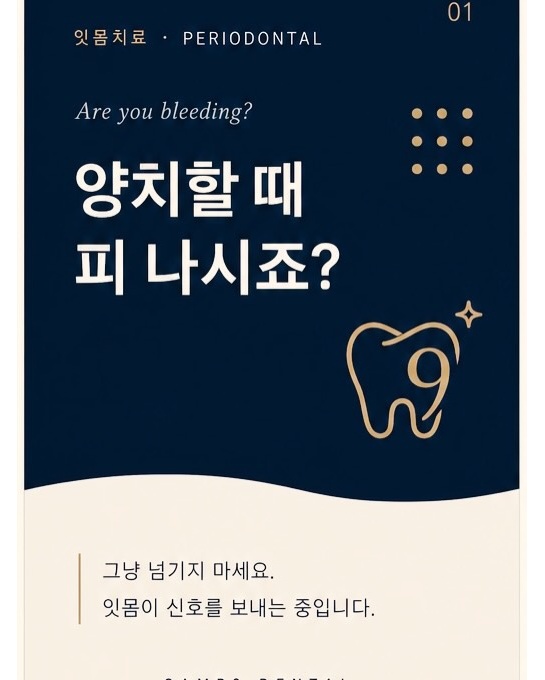 01
잇몸치료 · PERIODONTAL
Are you bleeding?
양치할 때
피 나시죠?
9
그냥 넘기지 마세요.
잇몸이 신호를 보내는 중입니다.